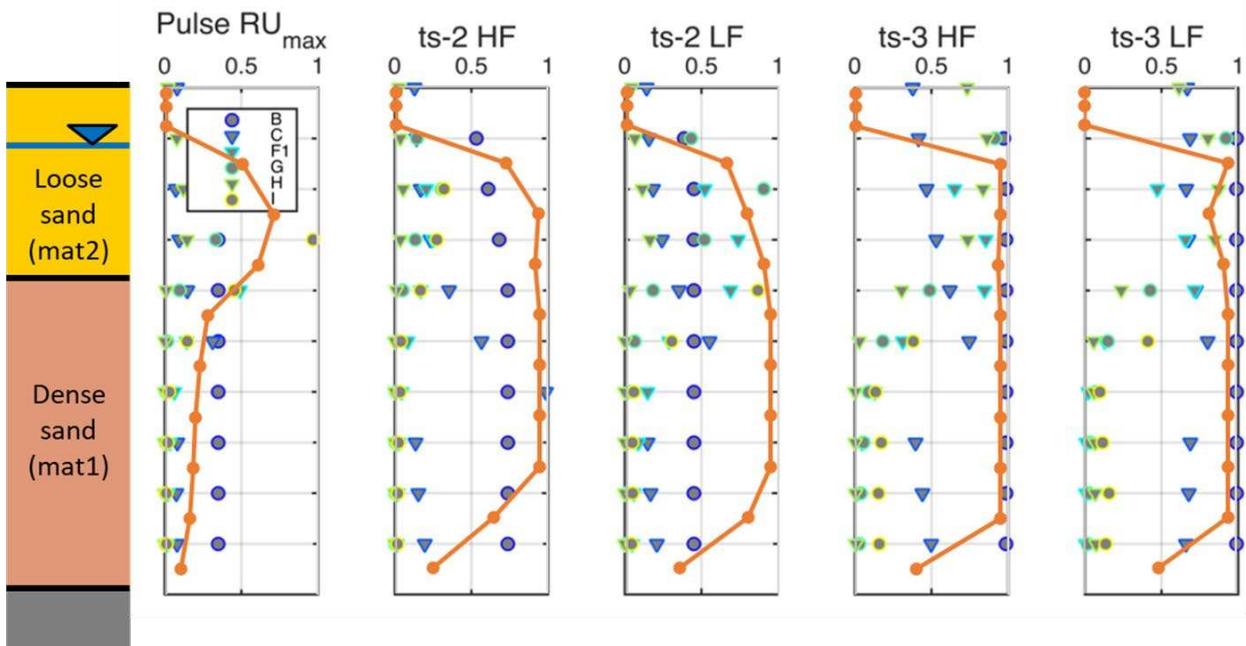 Pulse RUmax
ts-2 HF
ts-2 LF
ts-3 HF
ts-3 LF
0 0.5 1
0 0.5 1
0 0.5 1
0 0.5 1
0 0.5 1
B
C
F1
G
H
I
Loose
sand
(mat2)
Dense
sand
(mat1)